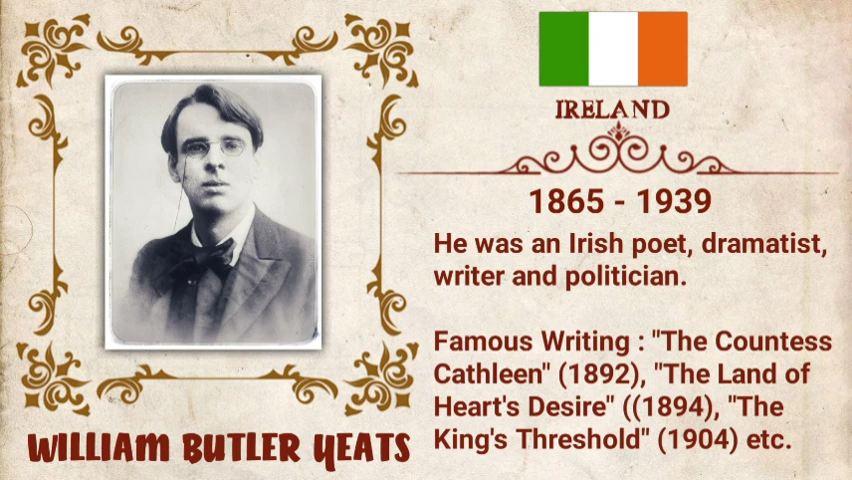 IRELAND
1865 - 1939
He was an Irish poet, dramatist,
writer and politician.
Famous Writing : "The Countess
Cathleen" (1892), "The Land of
Heart's Desire" ((1894), "The
King's Threshold" (1904) etc.
WILLIAM BUTLER YEATS